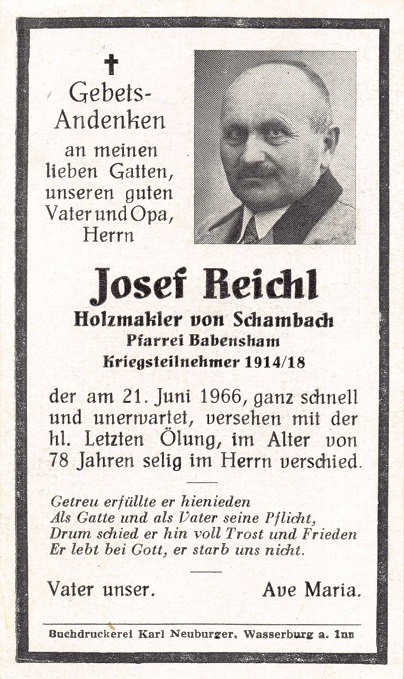 Gebets-
Andenken
an meinen
lieben Gatten,
unseren guten
Vater und Opa,
Herrn
Josef Reichl
Holzmakler von Schambach
Pfarrei Babensham
Kriegsteilnehmer 1914/18
der am 21. Juni 1966, ganz schnell
und unerwartet, versehen mit der
hl. Letzten Ölung, im Alter von
78 Jahren selig im Herrn verschied.
Getreu erfüllte er hienieden
Als Gatte und als Vater seine Pflicht,
Drum schied er hin voll Trost und Frieden
Er lebt bei Gott, er starb uns nicht.
Vater unser. Ave Maria.
Buchdruckerei Karl Neuburger, Wasserburg a. Inn